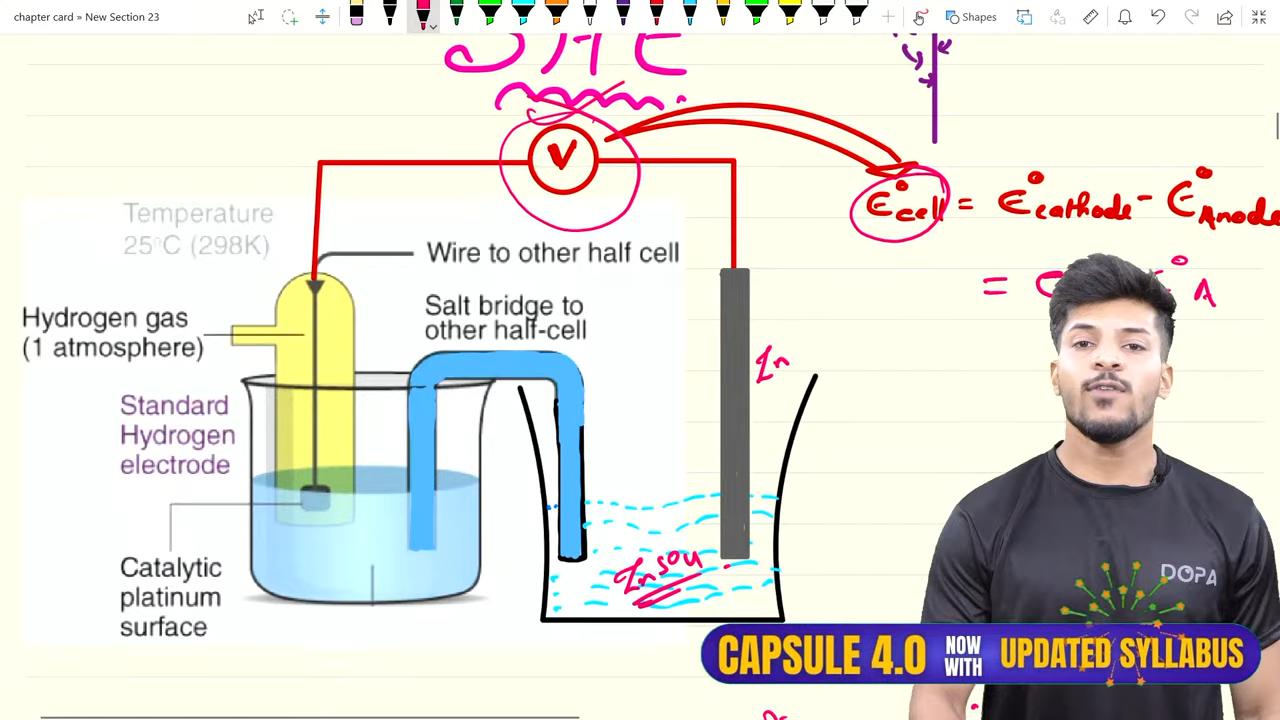 chapter card » New Section 23
Shapes
SHE
V
E°cell = E°cathode - E°Anode
Temperature
25°C (298K)
Wire to other half cell
Hydrogen gas
(1 atmosphere)
Salt bridge to
other half-cell
Zn
Standard
Hydrogen
electrode
ZnSO4
Catalytic
platinum
surface
DOPA
CAPSULE 4.0 NOW WITH UPDATED SYLLABUS